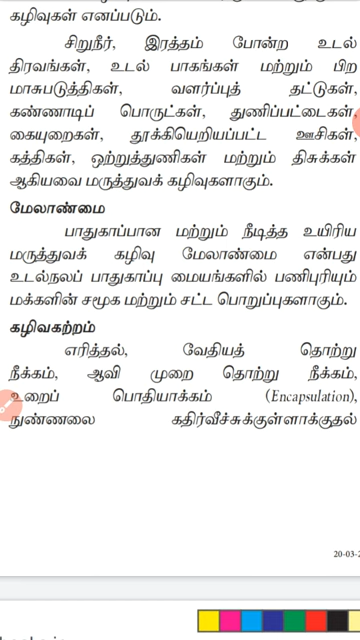 கழிவுகள் எனப்படும்.
சிறுநீர், இரத்தம் போன்ற உடல்
திரவங்கள், உடல் பாகங்கள் மற்றும் பிற
மாசுபடுத்திகள், வளர்ப்புத் தட்டுகள்,
கண்ணாடிப் பொருட்கள், துணிப்பட்டைகள்,
கையுறைகள், தூக்கியெறியப்பட்ட ஊசிகள்,
கத்திகள், ஒற்றுத்துணிகள் மற்றும் திசுக்கள்
ஆகியவை மருத்துவக் கழிவுகளாகும்.
மேலாண்மை
பாதுகாப்பான மற்றும் நீடித்த உயிரிய
மருத்துவக் கழிவு மேலாண்மை என்பது
உடல்நலப் பாதுகாப்பு மையங்களில் பணிபுரியும்
மக்களின் சமூக மற்றும் சட்ட பொறுப்புகளாகும்.
கழிவகற்றம்
எரித்தல், வேதியத் தொற்று
நீக்கம், ஆவி முறை தொற்று நீக்கம்,
உறைப் பொதியாக்கம் (Encapsulation),
நுண்ணலை கதிர்வீச்சுக்குள்ளாக்குதல்
20-03-2